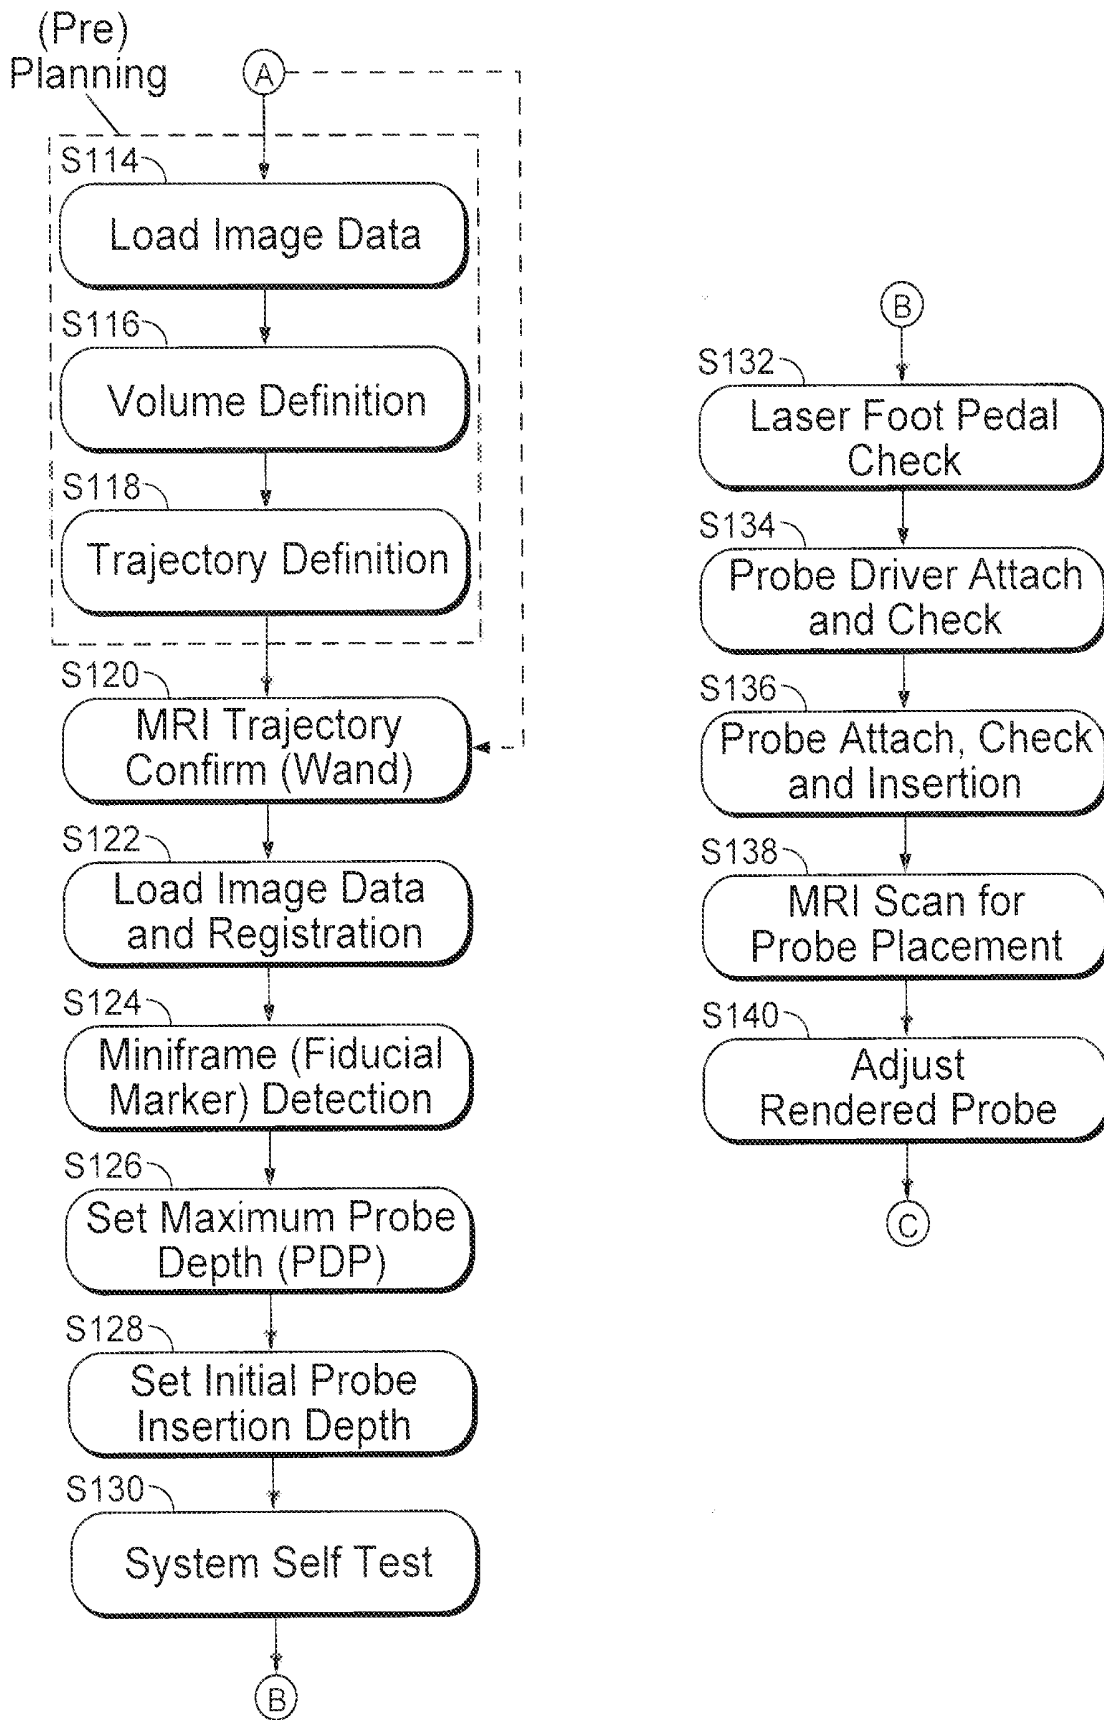 (Pre)
Planning
A
S114
Load Image Data
S116
Volume Definition
S118
Trajectory Definition
S120
MRI Trajectory
Confirm (Wand)
S122
Load Image Data
and Registration
S124
Miniframe (Fiducial
Marker) Detection
S126
Set Maximum Probe
Depth (PDP)
S128
Set Initial Probe
Insertion Depth
S130
System Self Test
B
B
S132
Laser Foot Pedal
Check
S134
Probe Driver Attach
and Check
S136
Probe Attach, Check
and Insertion
S138
MRI Scan for
Probe Placement
S140
Adjust
Rendered Probe
C